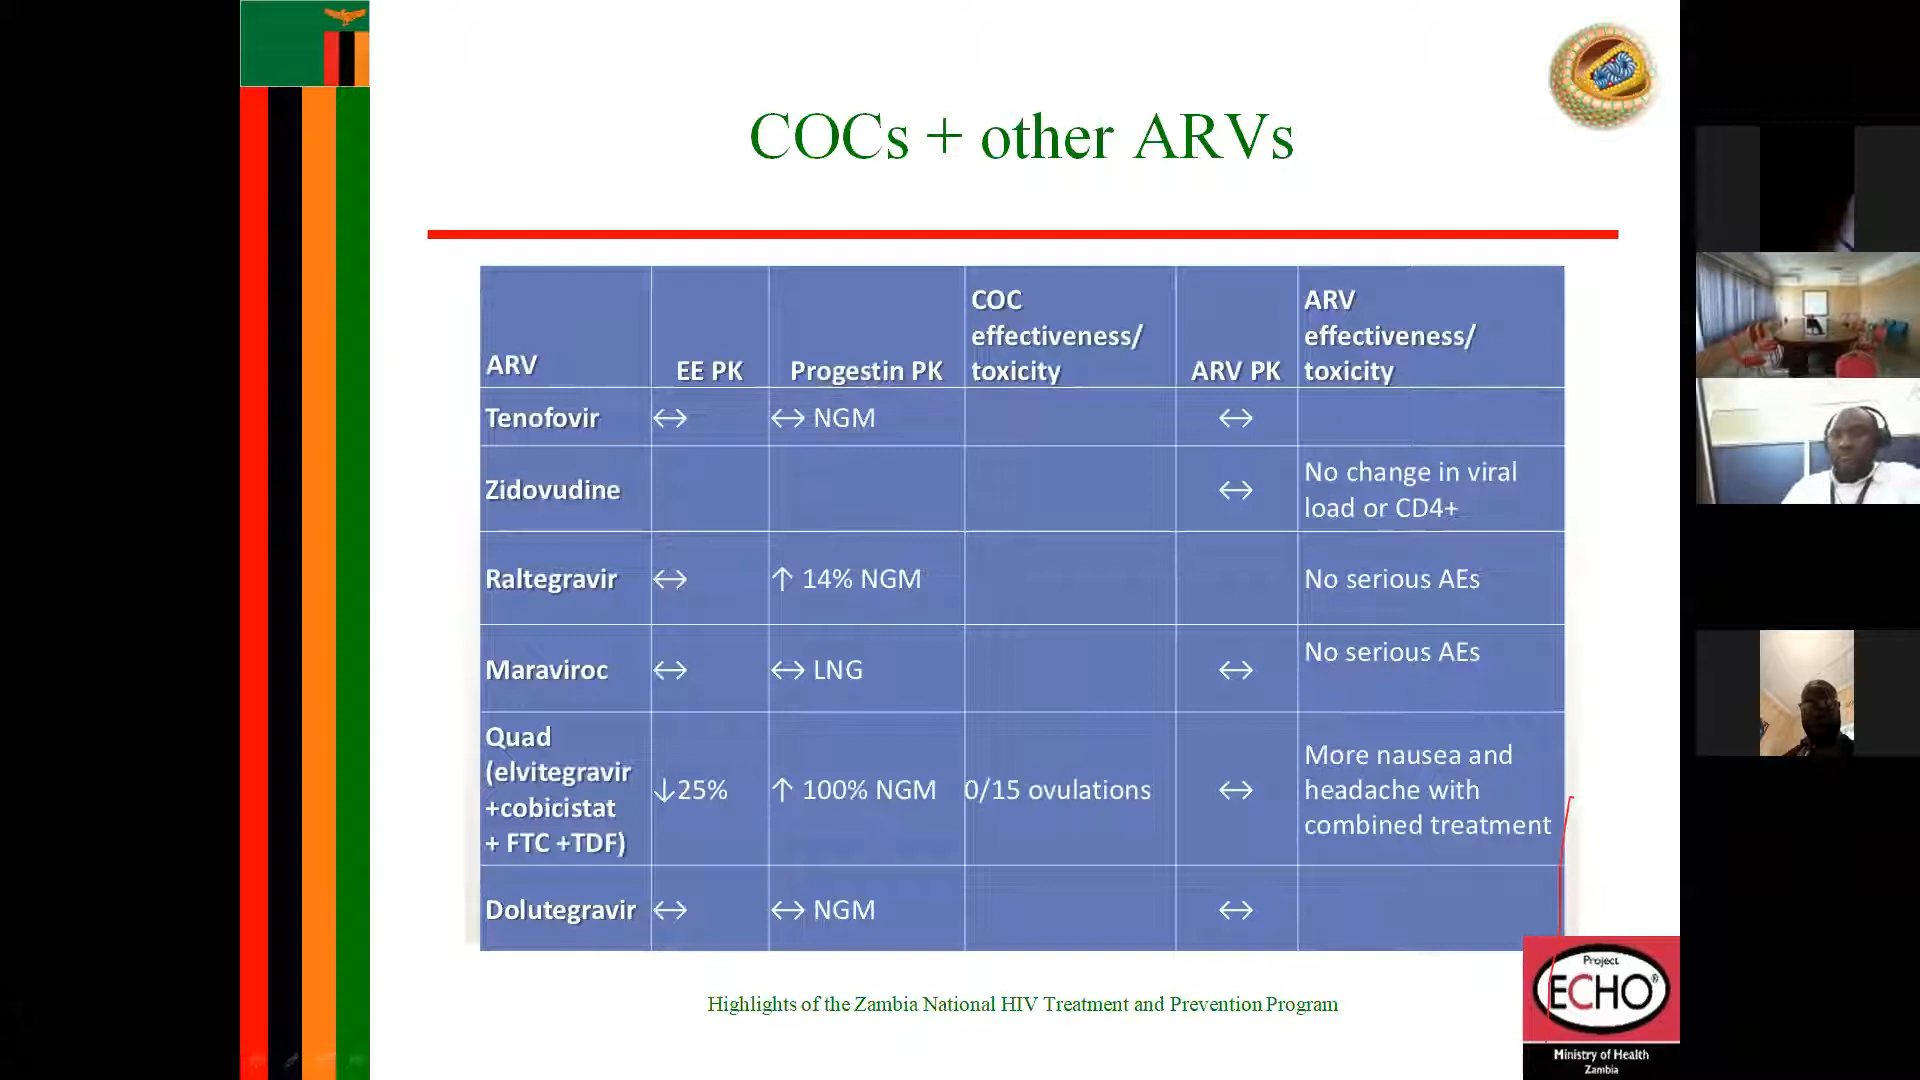 COCs + other ARVs
ARV
EE PK
Progestin PK
COC
effectiveness/
toxicity
ARV PK
ARV
effectiveness/
toxicity
Tenofovir
↔
↔ NGM
↔
Zidovudine
↔
No change in viral
load or CD4+
Raltegravir
↔
↑ 14% NGM
No serious AEs
Maraviroc
↔
↔ LNG
↔
No serious AEs
Quad
(elvitegravir
+cobicistat
+ FTC +TDF)
↓25%
↑ 100% NGM
0/15 ovulations
↔
More nausea and
headache with
combined treatment
Dolutegravir
↔
↔ NGM
↔
Highlights of the Zambia National HIV Treatment and Prevention Program
Project
ECHO®
Ministry of Health
Zambia